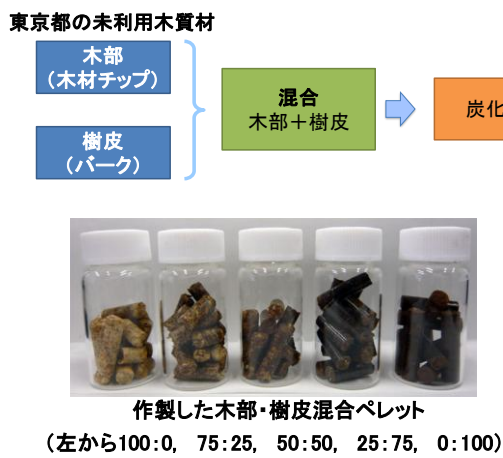 東京都の未利用木質材
木部
（木材チップ）
樹皮
（バーク）
混合
木部＋樹皮
炭化
作製した木部・樹皮混合ペレット
（左から100：0,　75：25,　50：50,　25：75,　0：100）